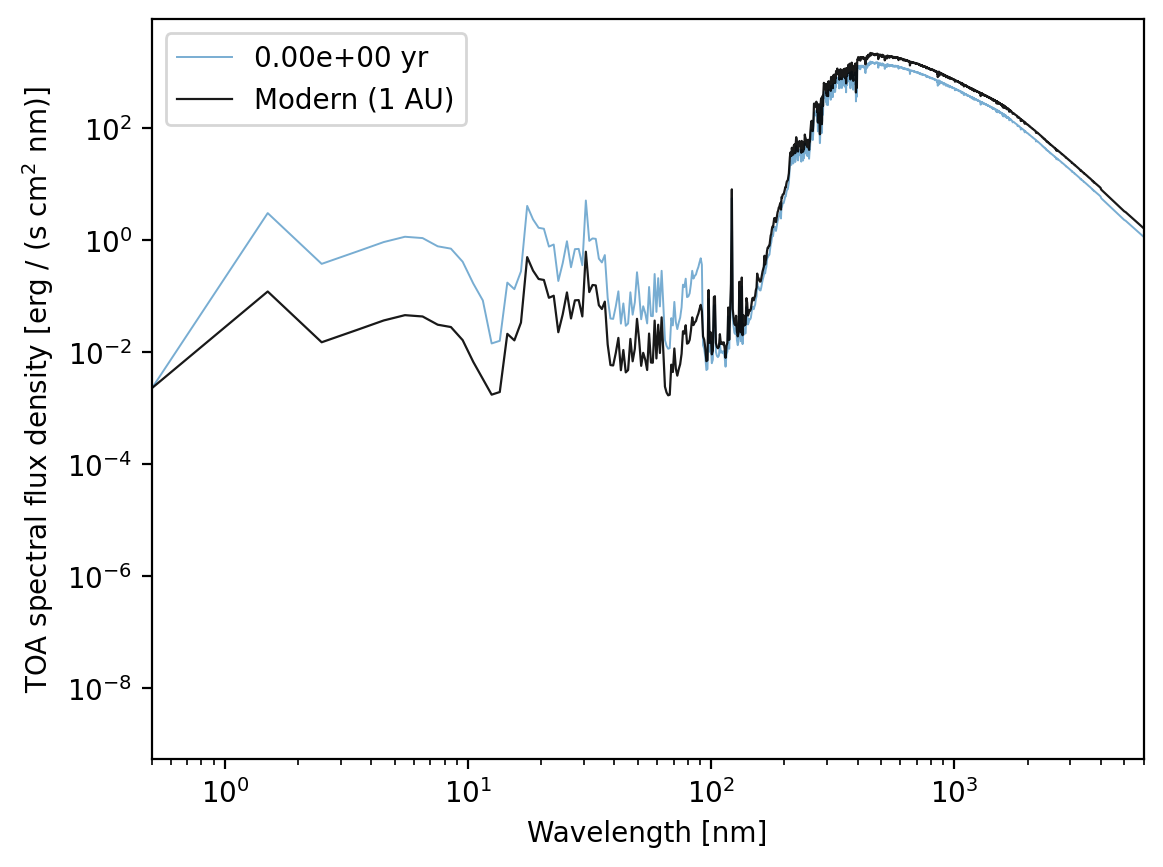 0.00e+00 yr
Modern (1 AU)
TOA spectral flux density [erg / (s cm² nm)]
10²
10⁰
10⁻²
10⁻⁴
10⁻⁶
10⁻⁸
10⁰ 10¹ 10² 10³
Wavelength [nm]